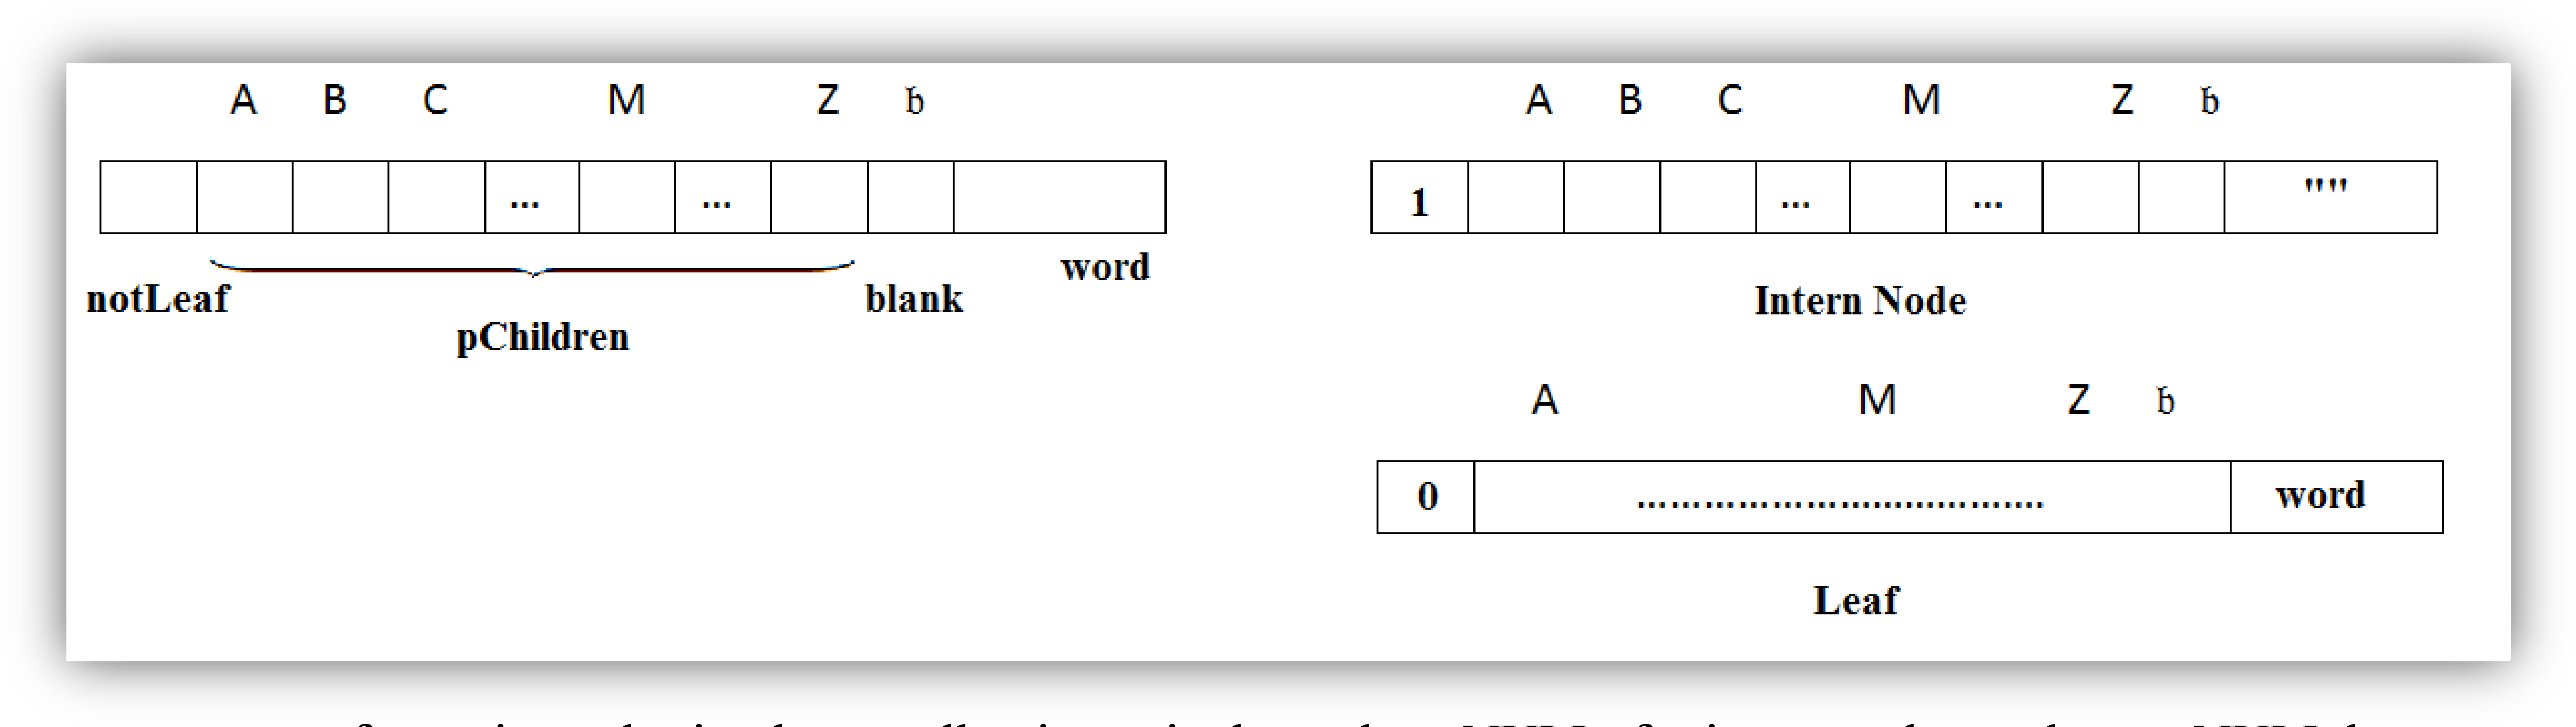 A B C M Z ƀ
... ...
notLeaf pChildren blank word
A B C M Z ƀ
1 ... ... """"
Intern Node
A M Z ƀ
0 ........................................ word
Leaf